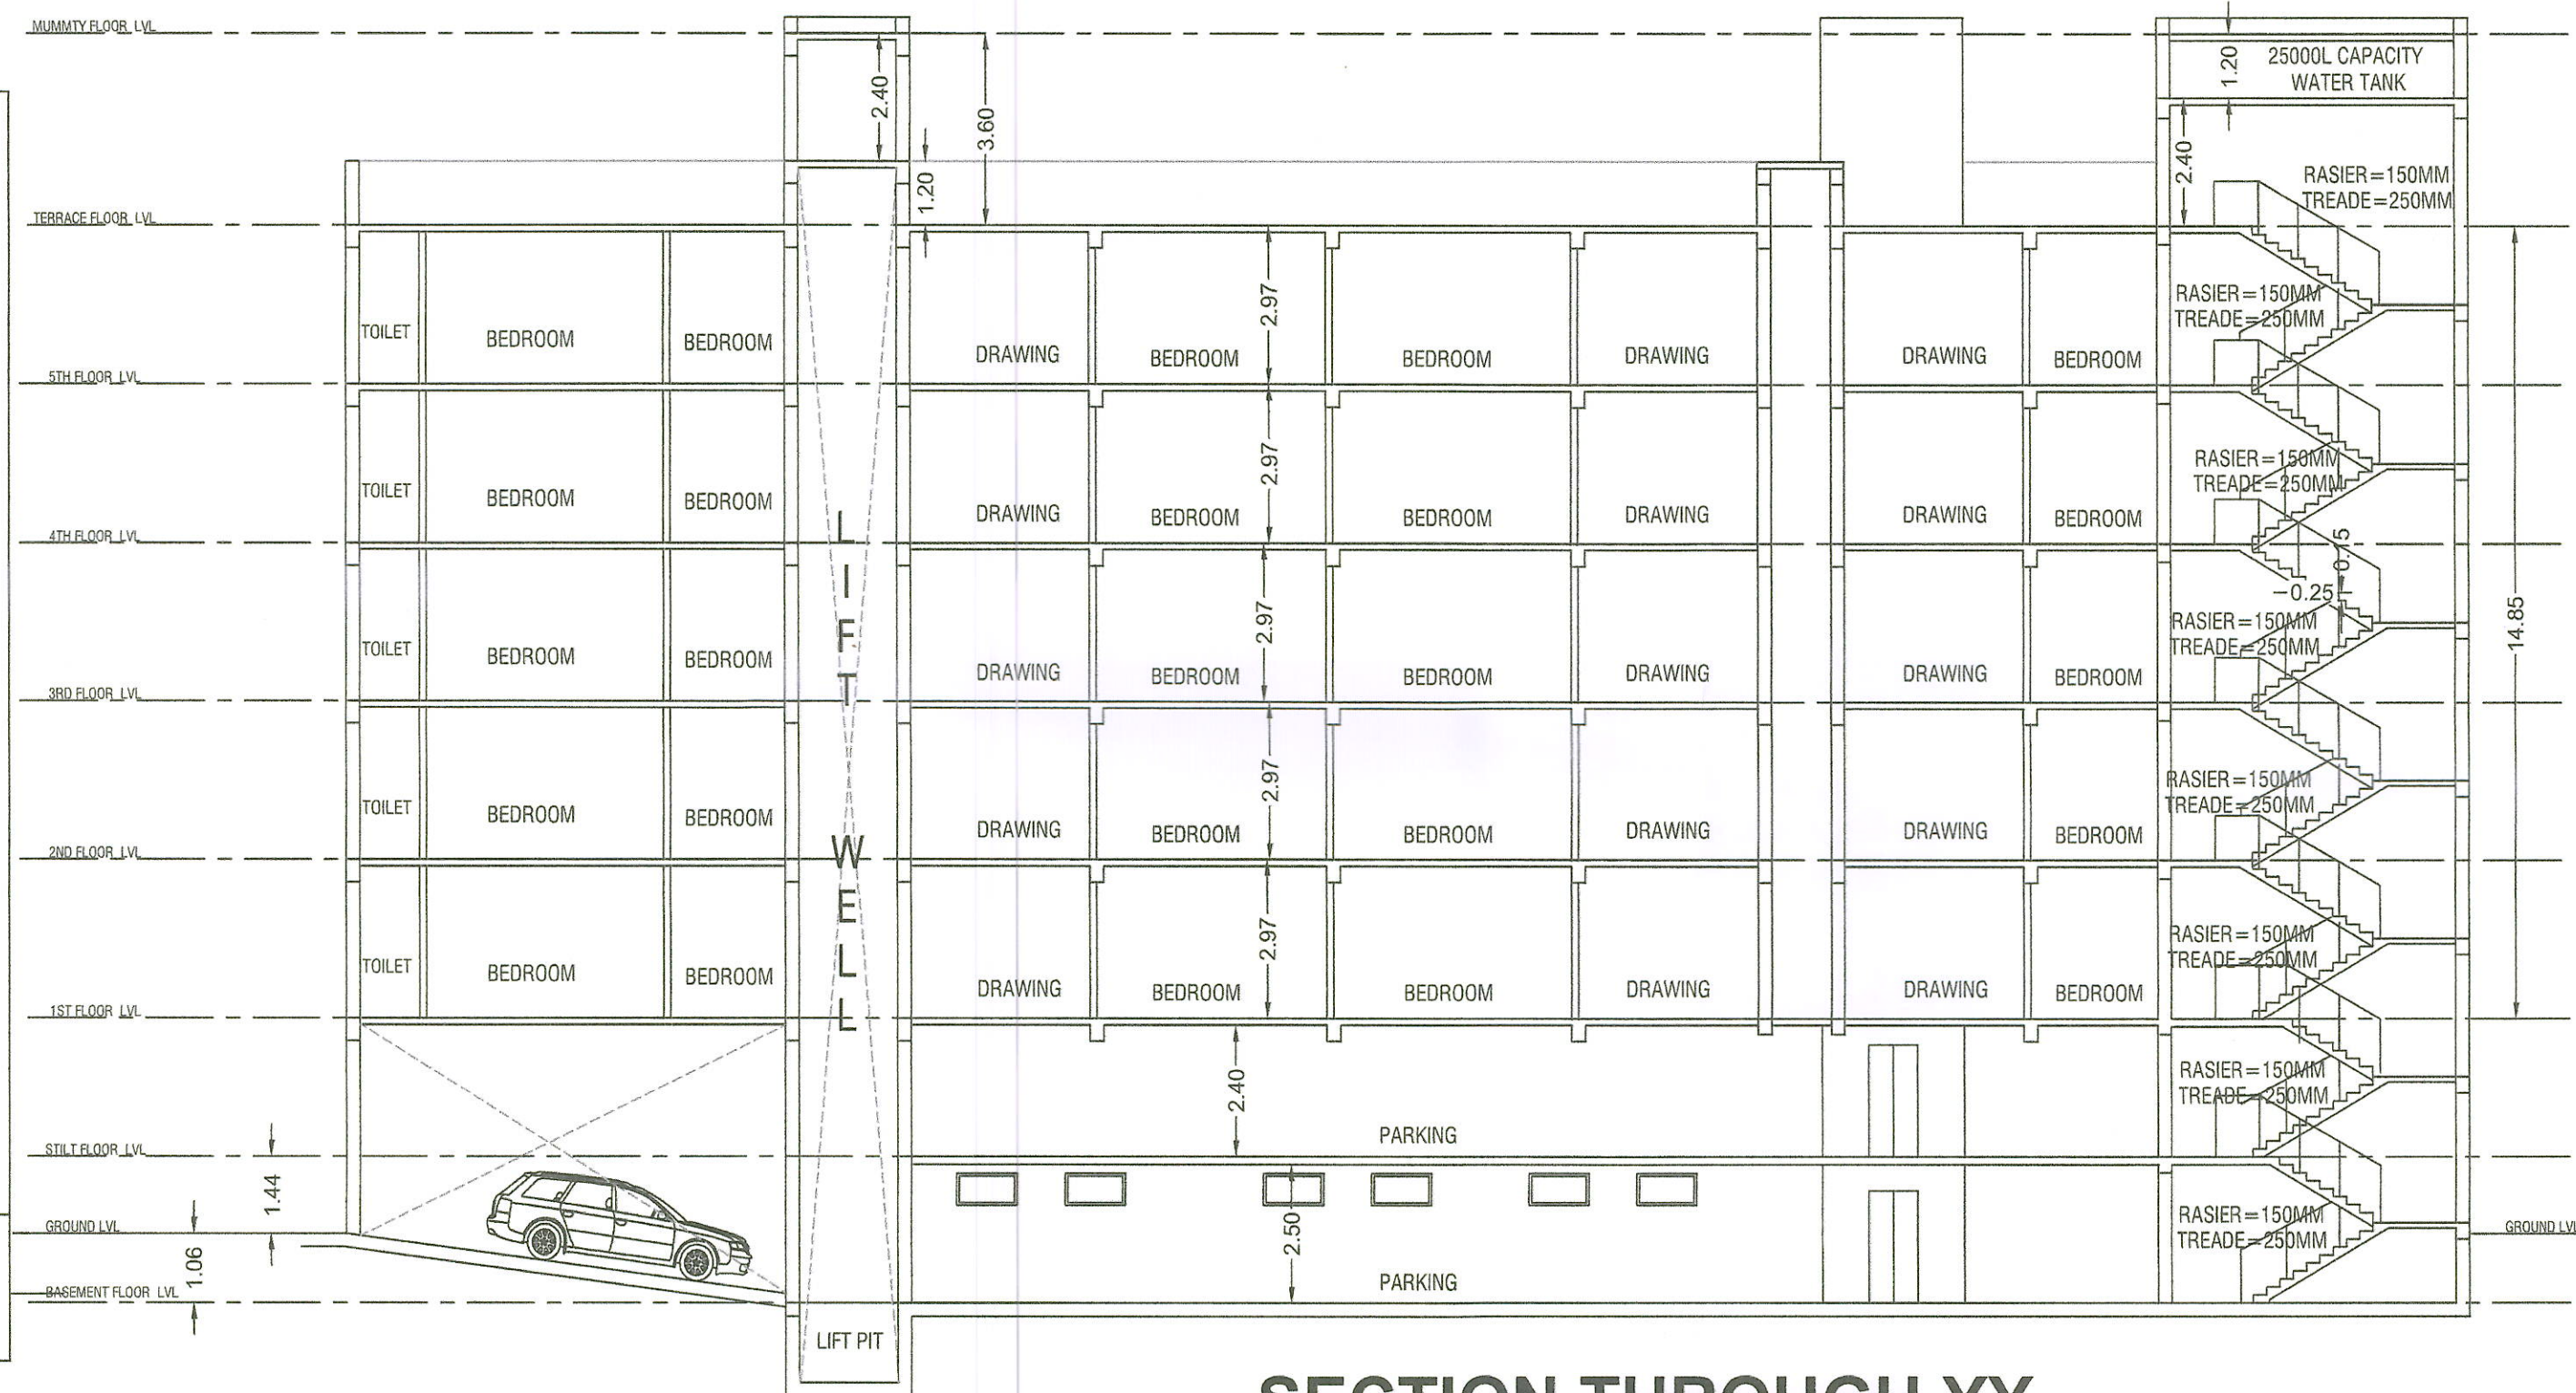 MUMMTY FLOOR LVL
2.40
3.60
1.20
25000L CAPACITY
WATER TANK
1.20
2.40
RASIER=150MM
TREADE=250MM
TERRACE FLOOR LVL
TOILET BEDROOM BEDROOM DRAWING BEDROOM 2.97 BEDROOM DRAWING DRAWING BEDROOM
RASIER=150MM
TREADE=250MM
5TH FLOOR LVL
TOILET BEDROOM BEDROOM DRAWING BEDROOM 2.97 BEDROOM DRAWING DRAWING BEDROOM
RASIER=150MM
TREADE=250MM
4TH FLOOR LVL
0.15
0.25
TOILET BEDROOM BEDROOM DRAWING BEDROOM 2.97 BEDROOM DRAWING DRAWING BEDROOM
RASIER=150MM
TREADE=250MM
14.85
3RD FLOOR LVL
LIFT WELL
TOILET BEDROOM BEDROOM DRAWING BEDROOM 2.97 BEDROOM DRAWING DRAWING BEDROOM
RASIER=150MM
TREADE=250MM
2ND FLOOR LVL
TOILET BEDROOM BEDROOM DRAWING BEDROOM 2.97 BEDROOM DRAWING DRAWING BEDROOM
RASIER=150MM
TREADE=250MM
1ST FLOOR LVL
2.40
PARKING
RASIER=150MM
TREADE=250MM
STILT FLOOR LVL
1.44
GROUND LVL
2.50
RASIER=150MM
TREADE=250MM
GROUND LVL
1.06
BASEMENT FLOOR LVL
PARKING
LIFT PIT
SECTION THROUGH